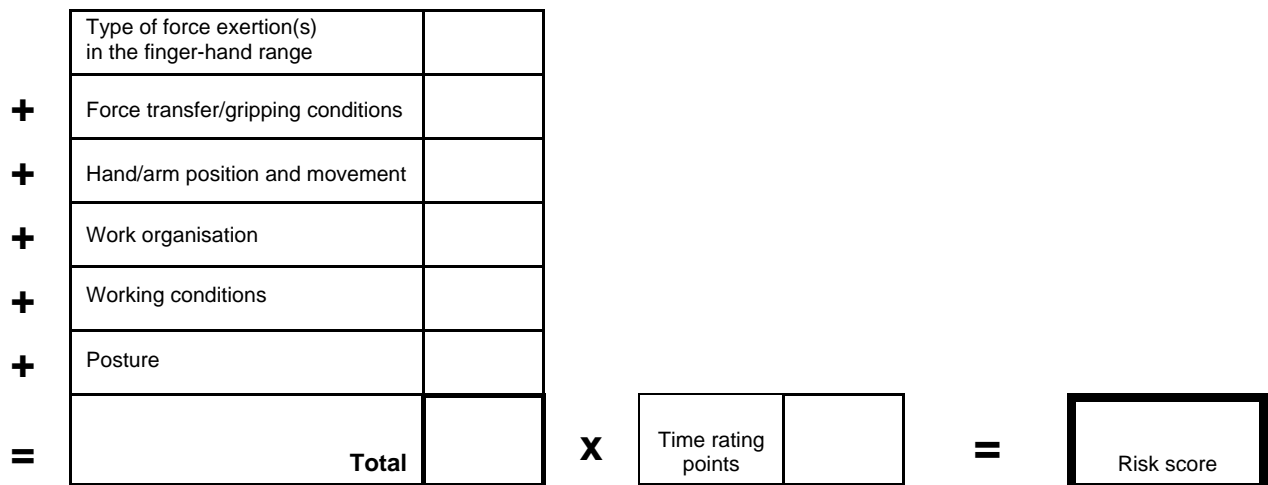 Type of force exertion(s)
in the finger-hand range
+ Force transfer/gripping conditions
+ Hand/arm position and movement
+ Work organisation
+ Working conditions
+ Posture
= Total x Time rating
points = Risk score